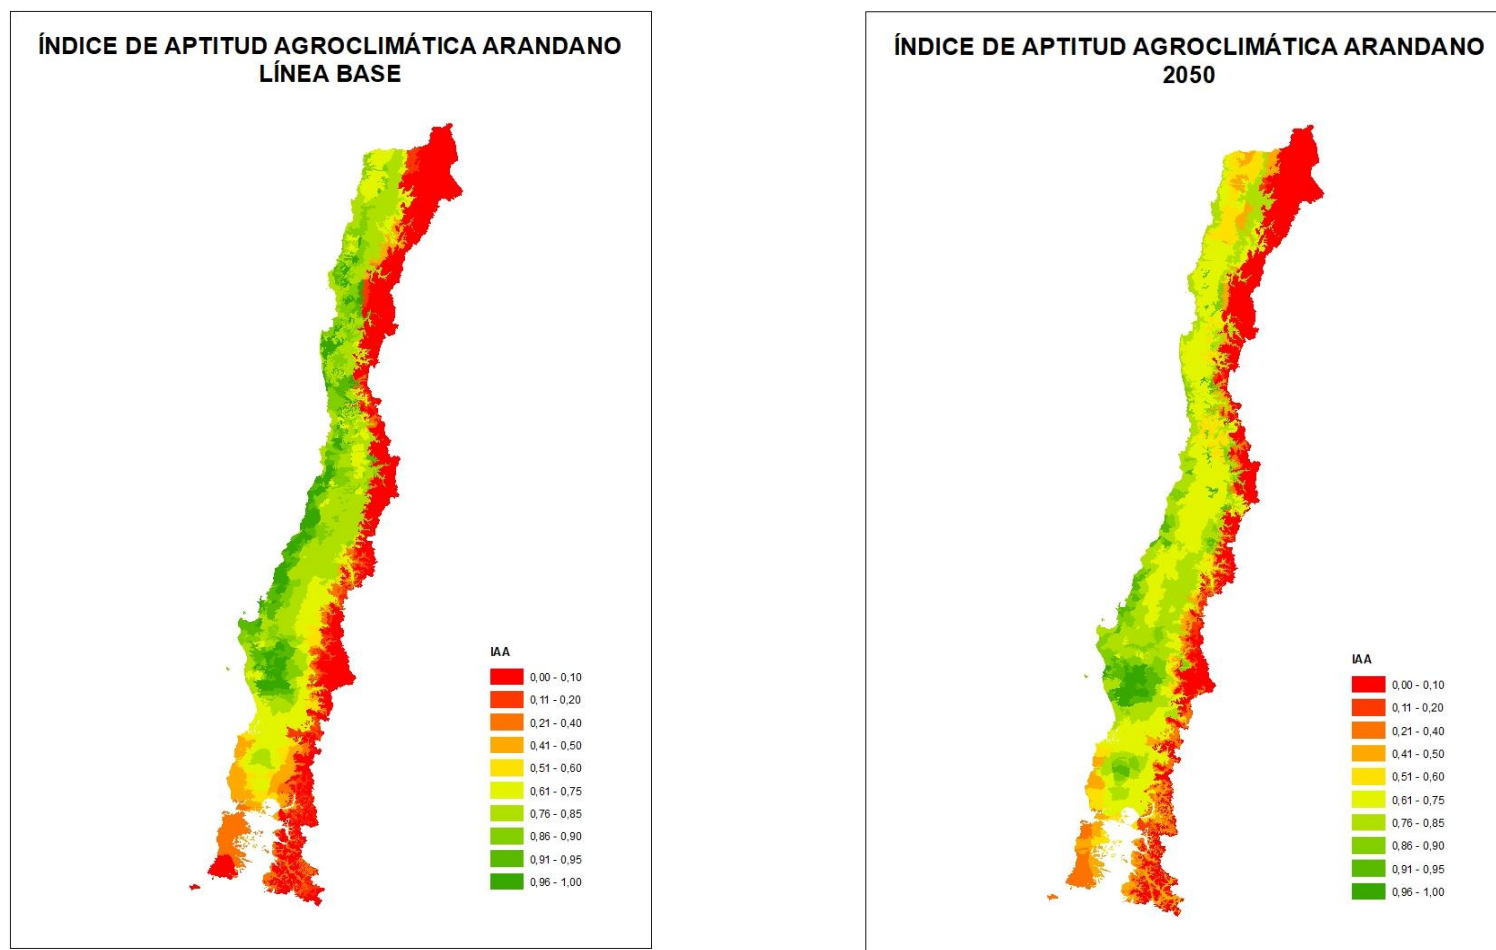 ÍNDICE DE APTITUD AGROCLIMÁTICA ARANDANO
LÍNEA BASE
IAA
0,00 - 0,10
0,11 - 0,20
0,21 - 0,40
0,41 - 0,50
0,51 - 0,60
0,61 - 0,75
0,76 - 0,85
0,86 - 0,90
0,91 - 0,95
0,96 - 1,00
ÍNDICE DE APTITUD AGROCLIMÁTICA ARANDANO
2050
IAA
0,00 - 0,10
0,11 - 0,20
0,21 - 0,40
0,41 - 0,50
0,51 - 0,60
0,61 - 0,75
0,76 - 0,85
0,86 - 0,90
0,91 - 0,95
0,96 - 1,00